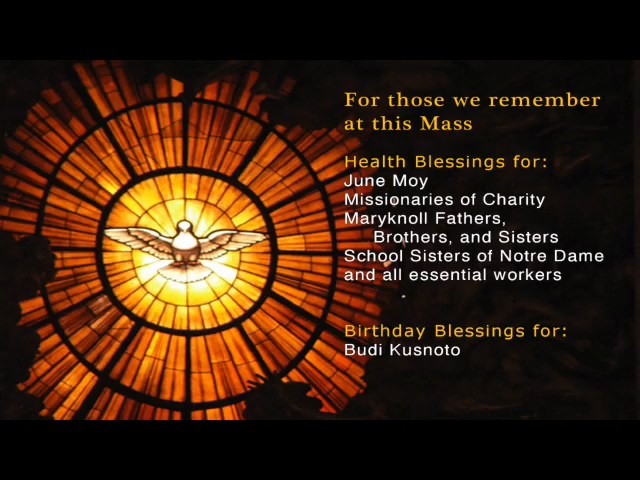 For those we remember
at this Mass
Health Blessings for:
June Moy
Missionaries of Charity
Maryknoll Fathers,
Brothers, and Sisters
School Sisters of Notre Dame
and all essential workers
Birthday Blessings for:
Budi Kusnoto